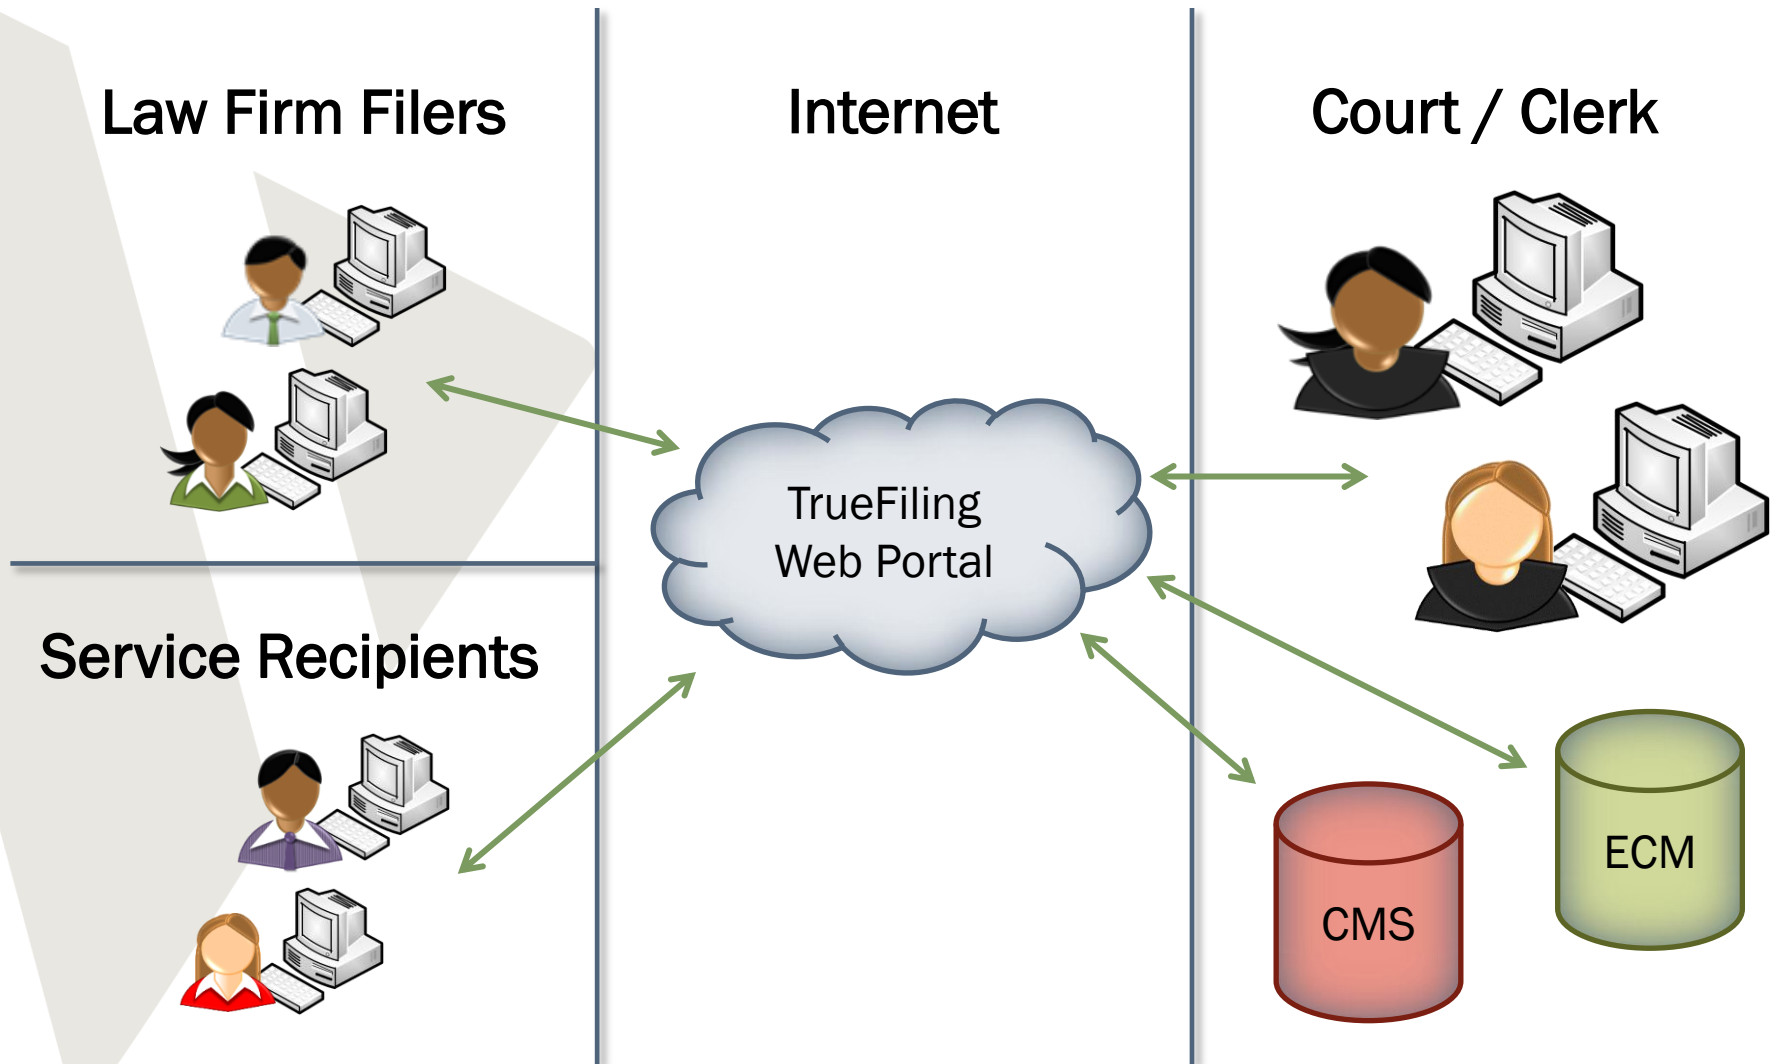 Law Firm Filers
Internet
Court / Clerk
TrueFiling
Web Portal
Service Recipients
CMS
ECM